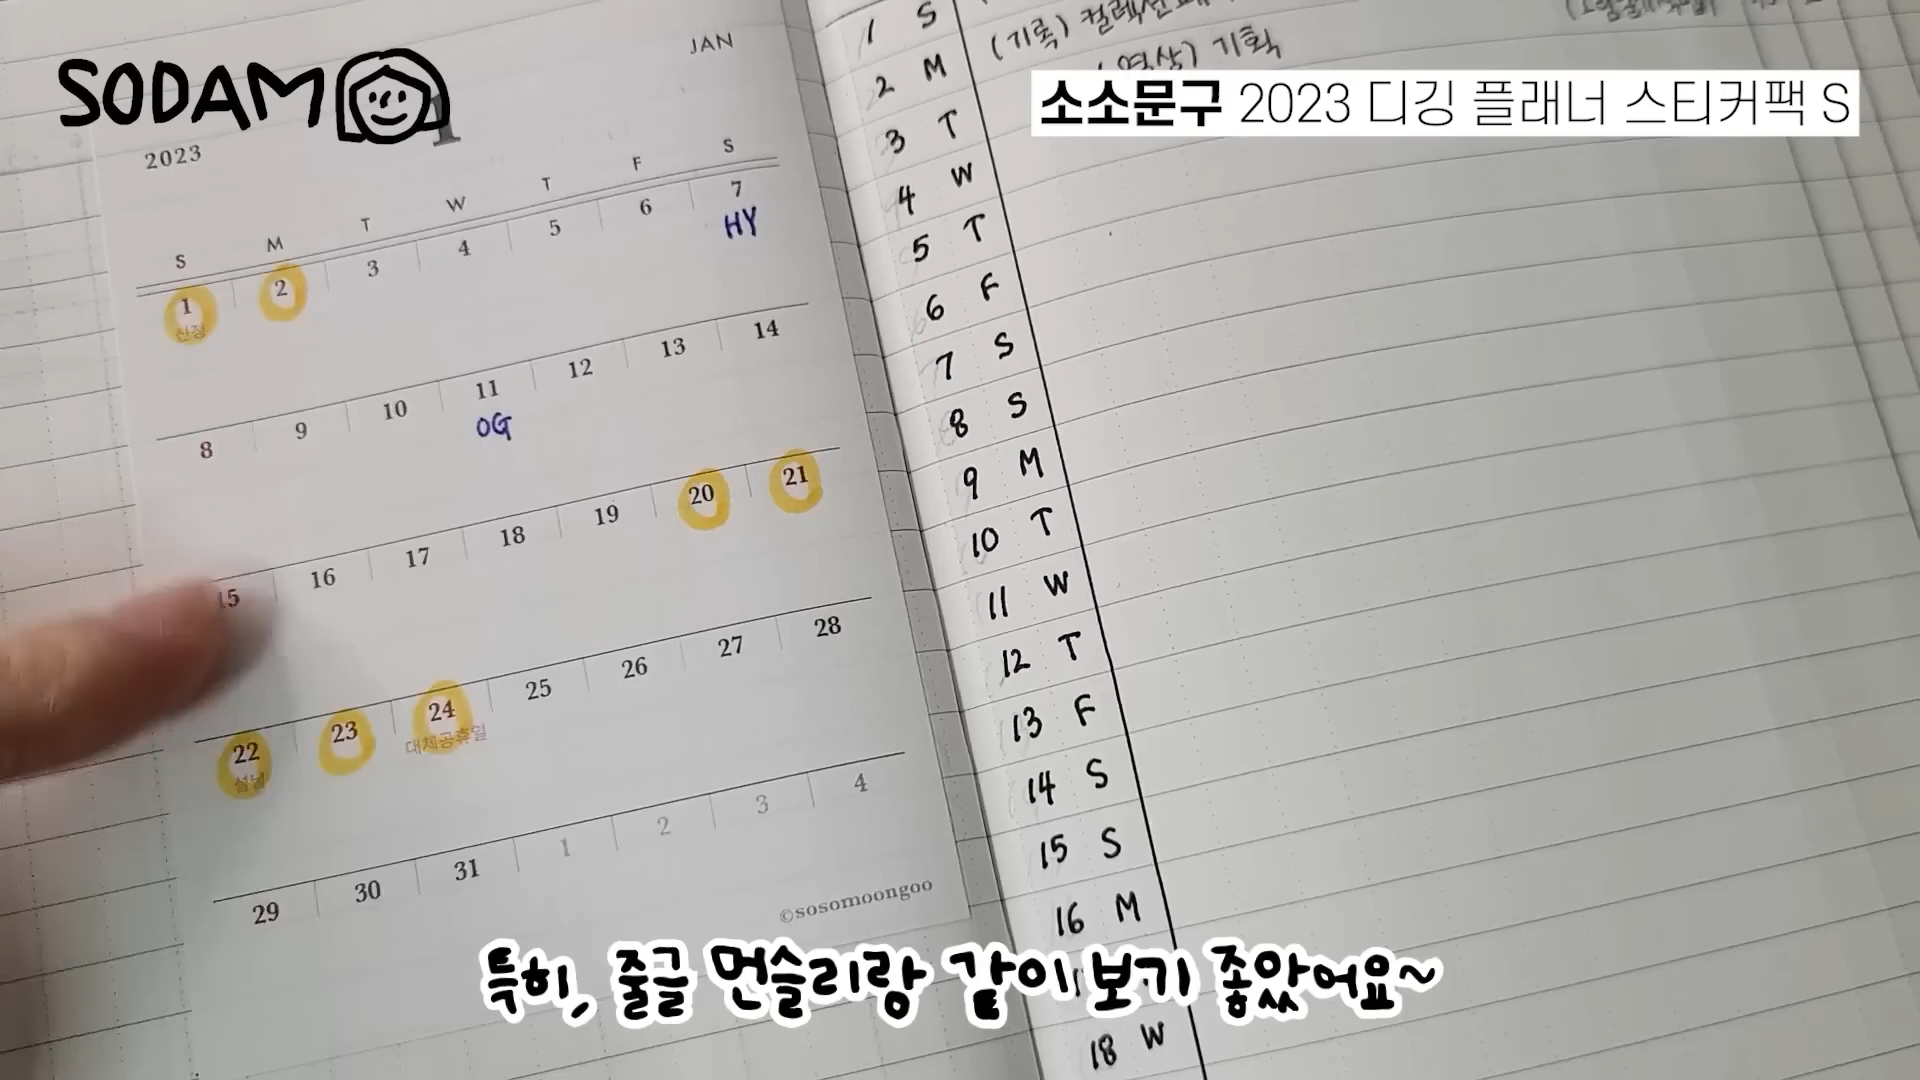 SODAM
소소문구 2023 디깅 플래너 스티커팩 S
JAN
2023
S M T W T F S
1 2 3 4 5 6 7
신정
HY
8 9 10 11 12 13 14
OG
15 16 17 18 19 20 21
22 23 24 25 26 27 28
설날
대체공휴일
29 30 31 1 2 3 4
©sosomoongoo
1 S
(기록) 컬렉션
2 M
(영상) 기획
3 T
4 W
5 T
6 F
7 S
8 S
9 M
10 T
11 W
12 T
13 F
14 S
15 S
16 M
18 W
특히, 줄글 먼슬리랑 같이 보기 좋았어요~